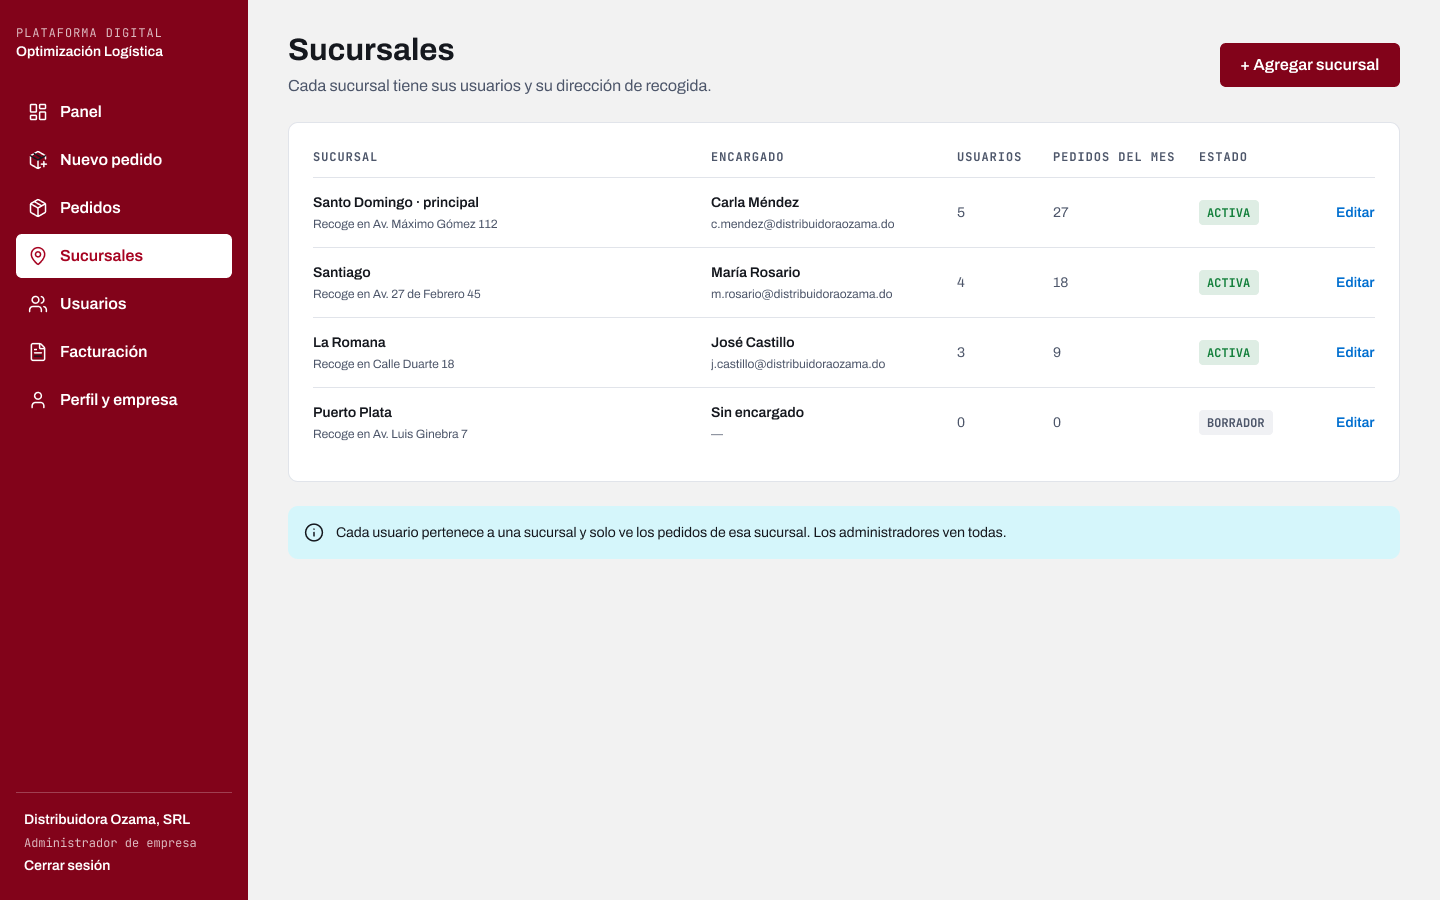 PLATAFORMA DIGITAL
Optimización Logística
Panel
Nuevo pedido
Pedidos
Sucursales
Usuarios
Facturación
Perfil y empresa
Distribuidora Ozama, SRL
Administrador de empresa
Cerrar sesión
Sucursales
Cada sucursal tiene sus usuarios y su dirección de recogida.
+ Agregar sucursal
SUCURSAL ENCARGADO USUARIOS PEDIDOS DEL MES ESTADO
Santo Domingo · principal Carla Méndez 5 27 ACTIVA Editar
Recoge en Av. Máximo Gómez 112 c.mendez@distribuidoraozama.do
Santiago María Rosario 4 18 ACTIVA Editar
Recoge en Av. 27 de Febrero 45 m.rosario@distribuidoraozama.do
La Romana José Castillo 3 9 ACTIVA Editar
Recoge en Calle Duarte 18 j.castillo@distribuidoraozama.do
Puerto Plata Sin encargado 0 0 BORRADOR Editar
Recoge en Av. Luis Ginebra 7 —
Cada usuario pertenece a una sucursal y solo ve los pedidos de esa sucursal. Los administradores ven todas.